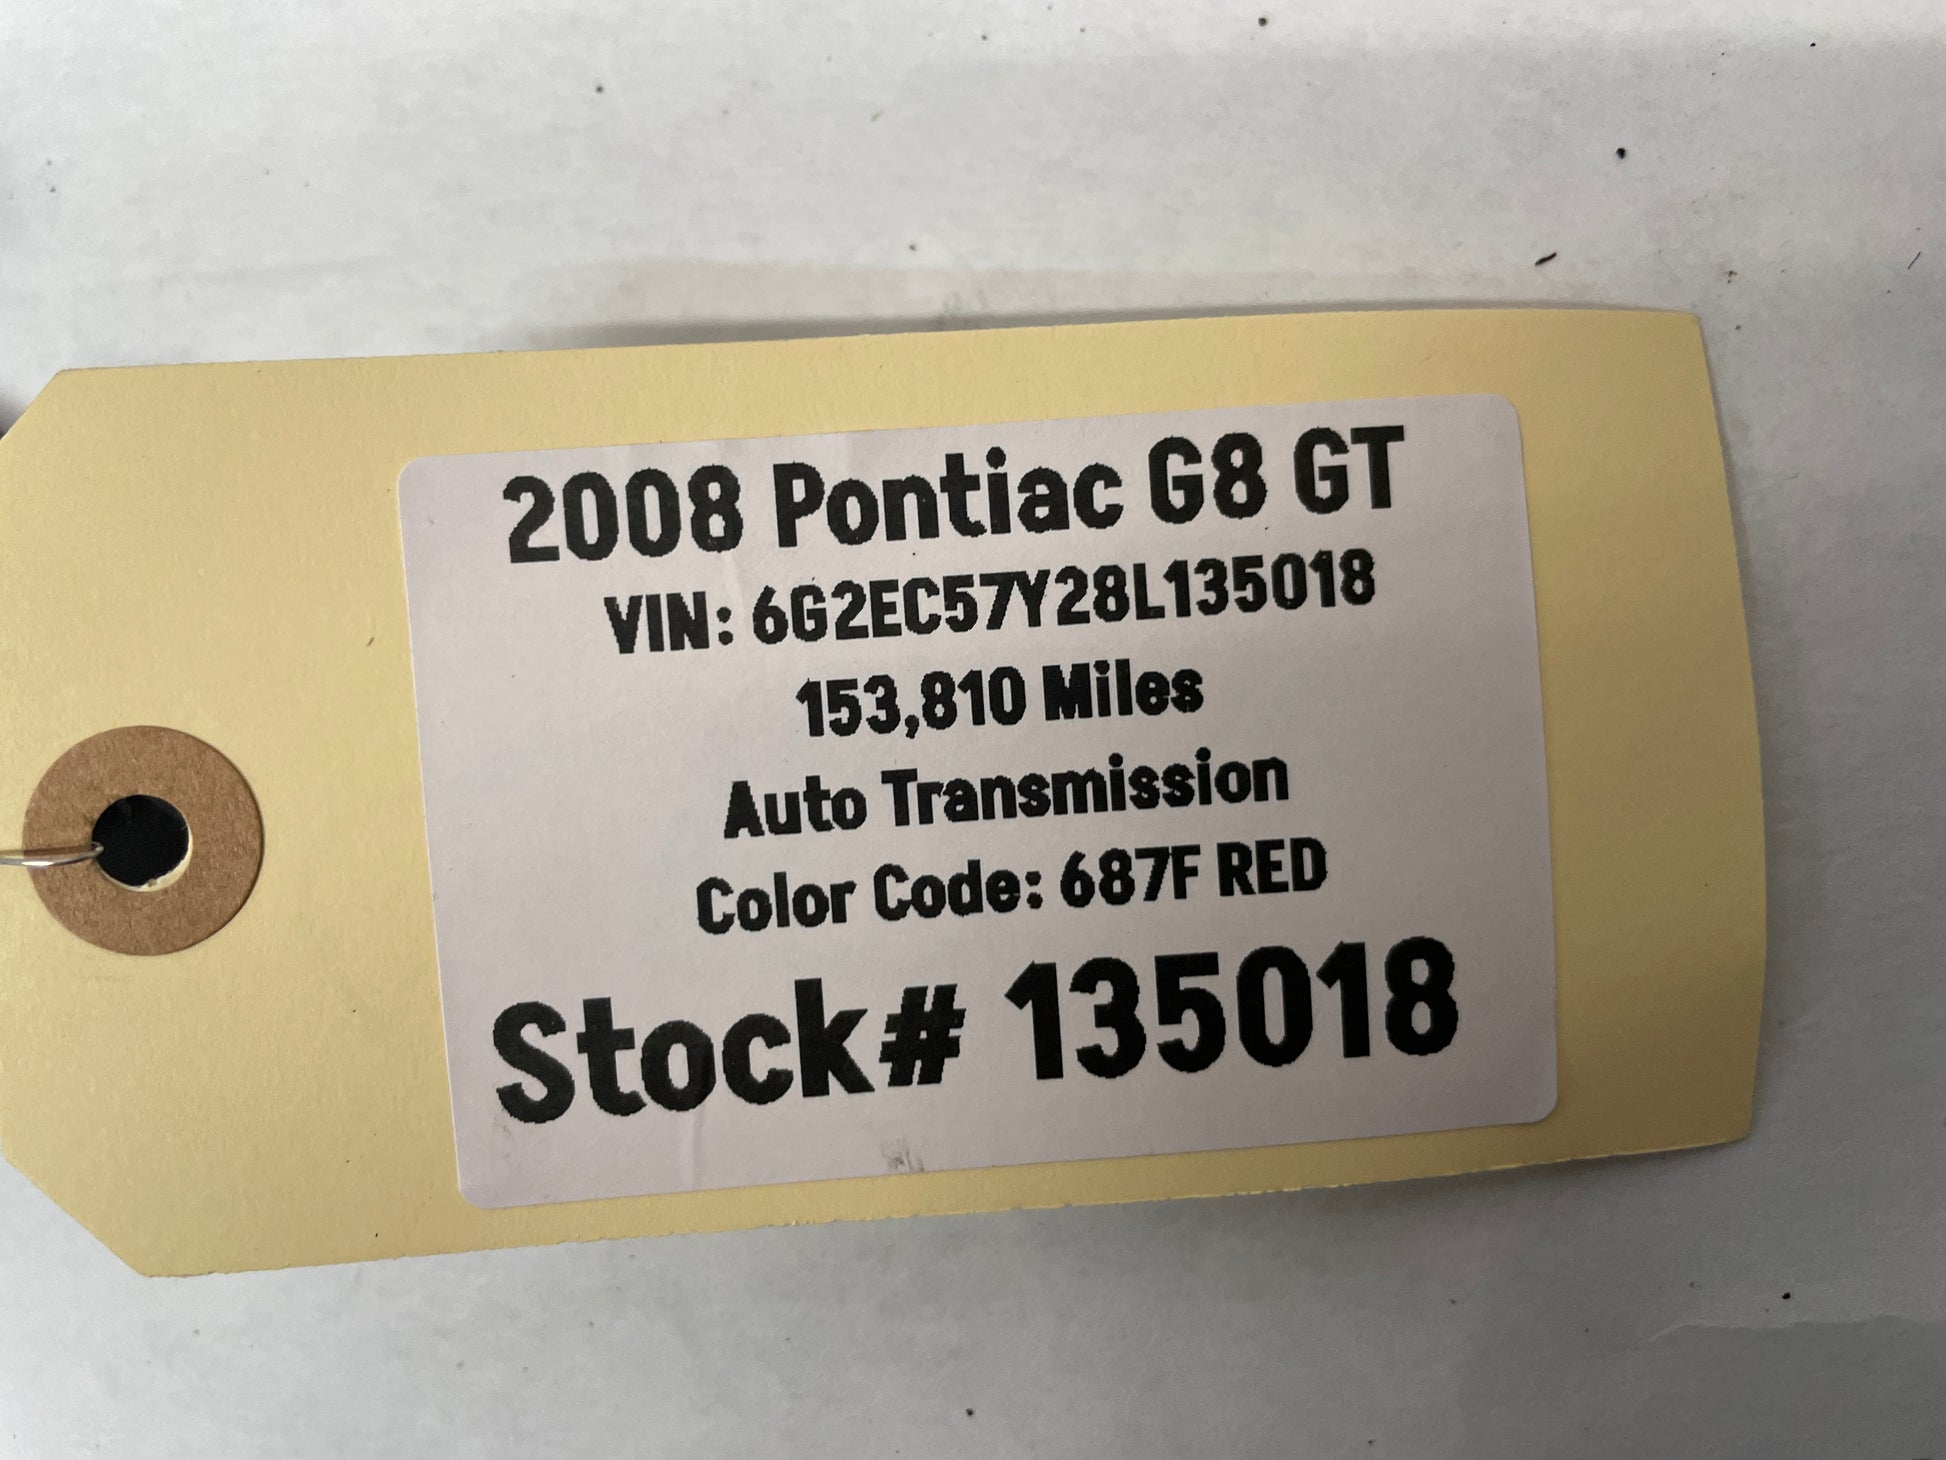 2008 Pontiac G8 GT
VIN: 6G2EC57Y28L135018
153,810 Miles
Auto Transmission
Color Code: 687F RED
Stock# 135018